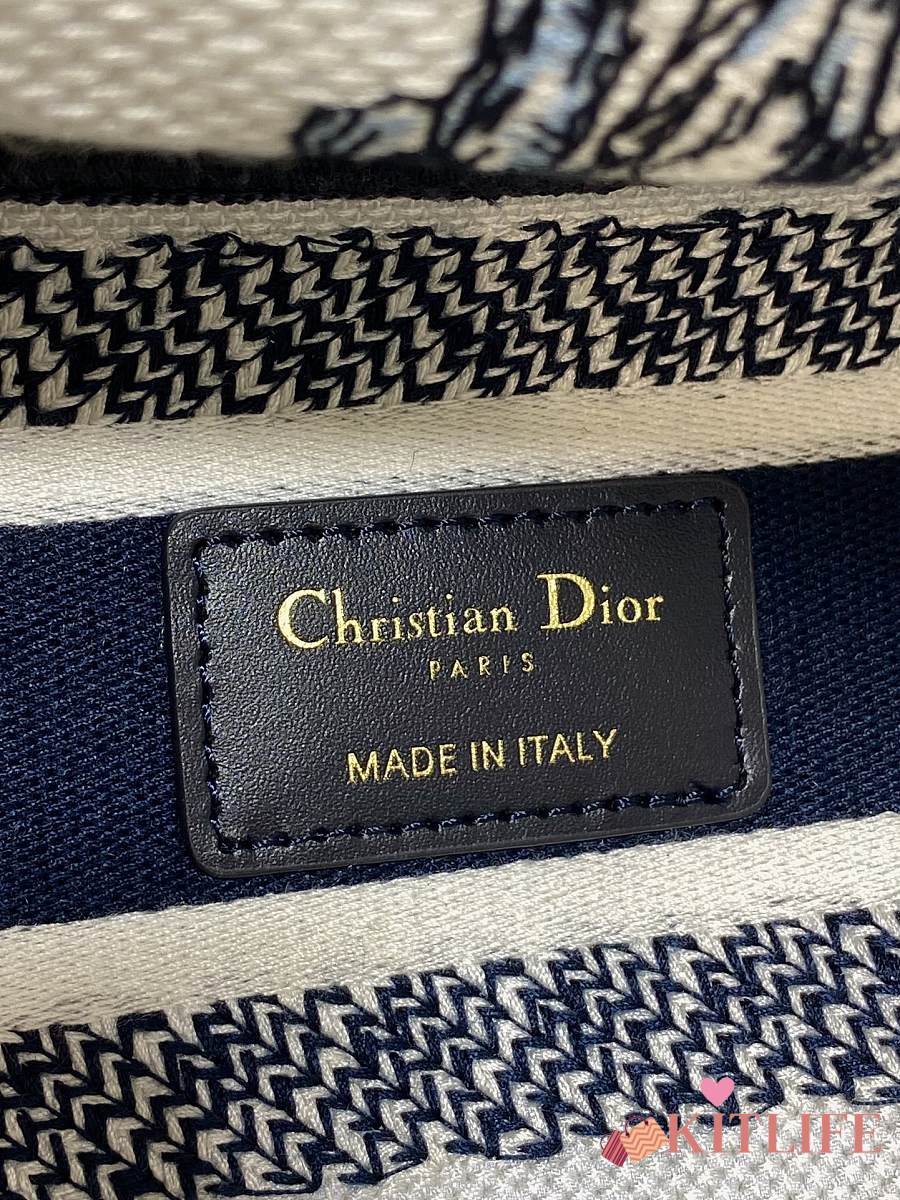 Christian Dior
PARIS
MADE IN ITALY
KITLIFE